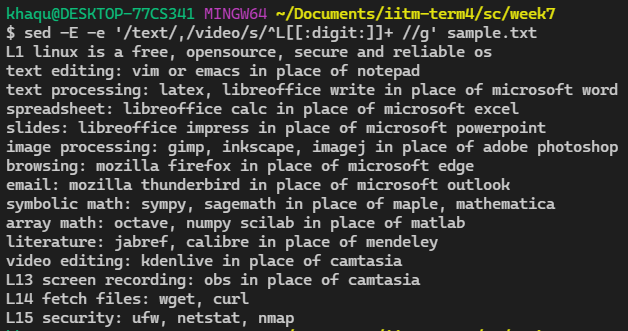 khaqu@DESKTOP-77CS341 MINGW64 ~/Documents/iitm-term4/sc/week7
$ sed -E -e '/text/,/video/s/^L[[:digit:]]+ //g' sample.txt
L1 linux is a free, opensource, secure and reliable os
text editing: vim or emacs in place of notepad
text processing: latex, libreoffice write in place of microsoft word
spreadsheet: libreoffice calc in place of microsoft excel
slides: libreoffice impress in place of microsoft powerpoint
image processing: gimp, inkscape, imagej in place of adobe photoshop
browsing: mozilla firefox in place of microsoft edge
email: mozilla thunderbird in place of microsoft outlook
symbolic math: sympy, sagemath in place of maple, mathematica
array math: octave, numpy scilab in place of matlab
literature: jabref, calibre in place of mendeley
video editing: kdenlive in place of camtasia
L13 screen recording: obs in place of camtasia
L14 fetch files: wget, curl
L15 security: ufw, netstat, nmap